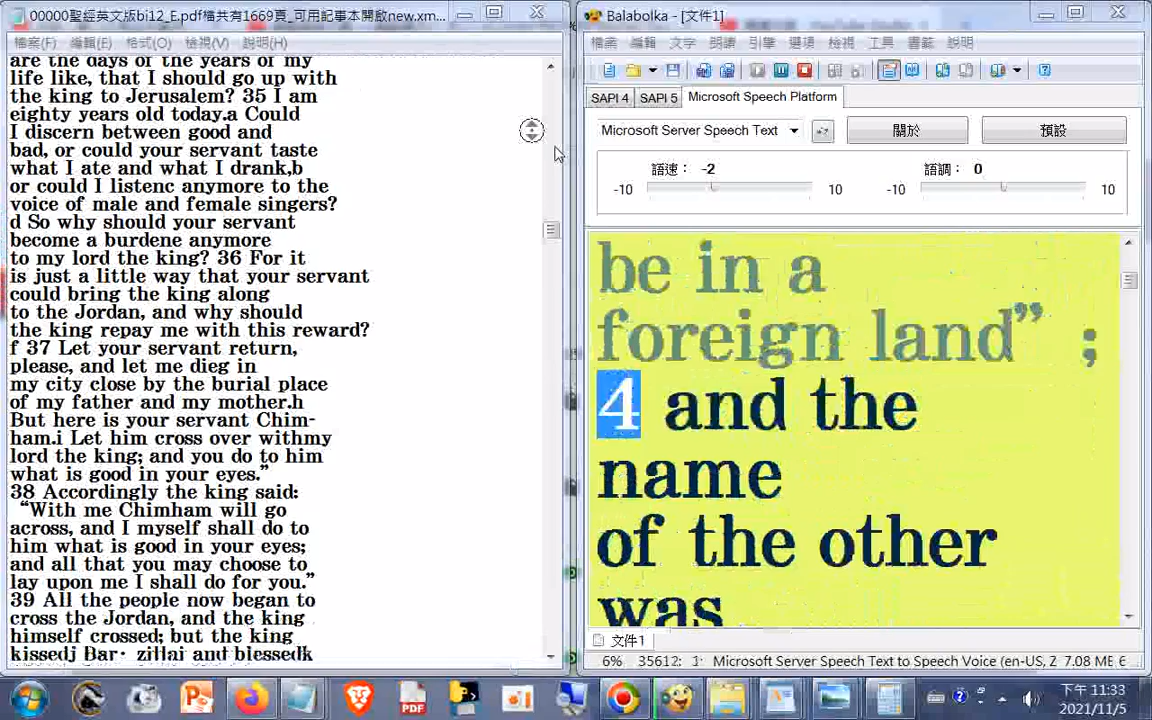 00000聖經英文版bi12_E.pdf檔共有1669頁_可用記事本開啟new.xm...
檔案(F) 編輯(E) 格式(O) 檢視(V) 說明(H)
are the days of the years of my
life like, that I should go up with
the king to Jerusalem? 35 I am
eighty years old today.a Could
I discern between good and
bad, or could your servant taste
what I ate and what I drank,b
or could I listenc anymore to the
voice of male and female singers?
d So why should your servant
become a burdene anymore
to my lord the king? 36 For it
is just a little way that your servant
could bring the king along
to the Jordan, and why should
the king repay me with this reward?
f 37 Let your servant return,
please, and let me dieg in
my city close by the burial place
of my father and my mother.h
But here is your servant Chim-
ham.i Let him cross over withmy
lord the king; and you do to him
what is good in your eyes.”
38 Accordingly the king said:
“With me Chimham will go
across, and I myself shall do to
him what is good in your eyes;
and all that you may choose to
lay upon me I shall do for you.”
39 All the people now began to
cross the Jordan, and the king
himself crossed; but the king
kissedj Bar· zillai and blessedk
Balabolka - [文件1]
檔案 編輯 文字 朗讀 引擎 選項 檢視 工具 書籤 說明
SAPI 4 SAPI 5 Microsoft Speech Platform
Microsoft Server Speech Text 關於 預設
語速： -2 語調： 0
-10 10 -10 10
be in a
foreign land” ;
4 and the
name
of the other
was
文件1
6% 35612: 1: Microsoft Server Speech Text to Speech Voice (en-US, 2 7.08 MB
PDF
下午 11:33
2021/11/5